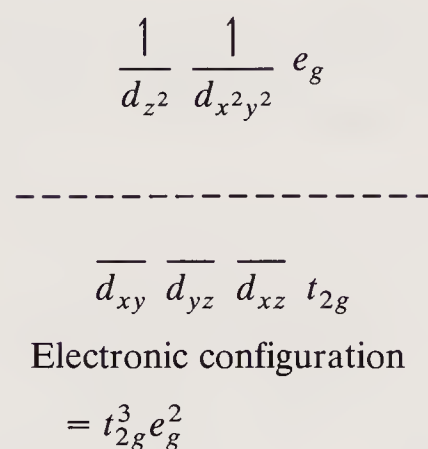 1 1
d_{z^2} d_{x^2y^2} e_g
d_{xy} d_{yz} d_{xz} t_{2g}
Electronic configuration
= t_{2g}^3 e_g^2